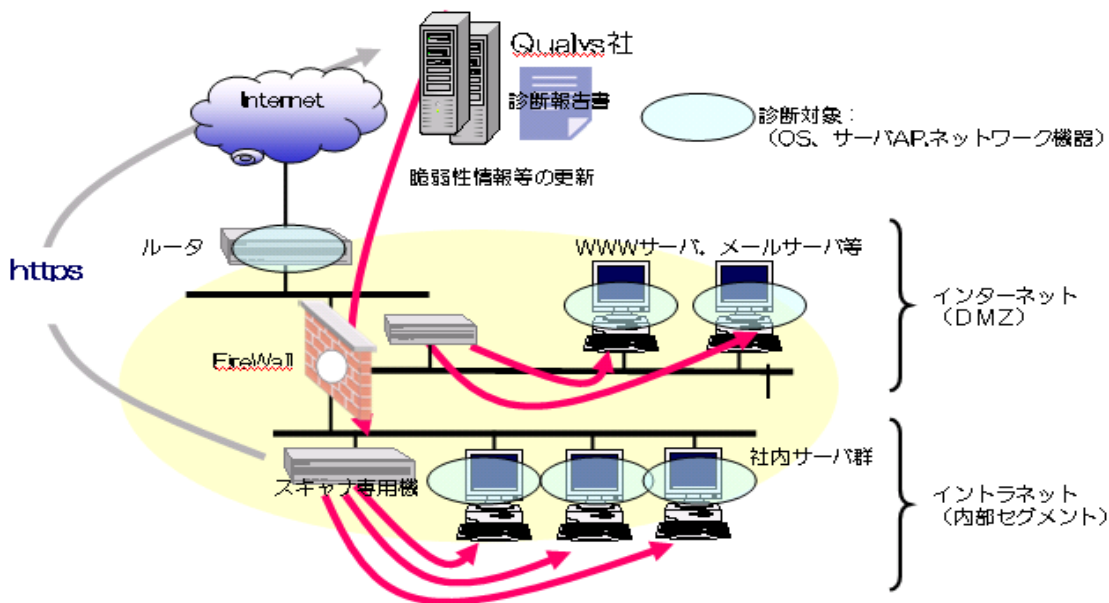 Qualys社
Internet
診断報告書
診断対象：
（OS、サーバAP、ネットワーク機器）
脆弱性情報等の更新
ルータ
WWWサーバ、メールサーバ等
https
インターネット
（DMZ）
FireWall
社内サーバ群
スキャナ専用機
イントラネット
（内部セグメント）